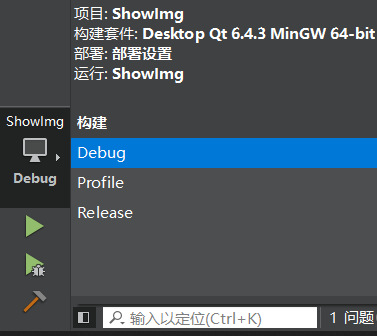 项目: ShowImg
构建套件: Desktop Qt 6.4.3 MinGW 64-bit
部署: 部署设置
运行: ShowImg
ShowImg
Debug
构建
Debug
Profile
Release
输入以定位(Ctrl+K)
1 问题